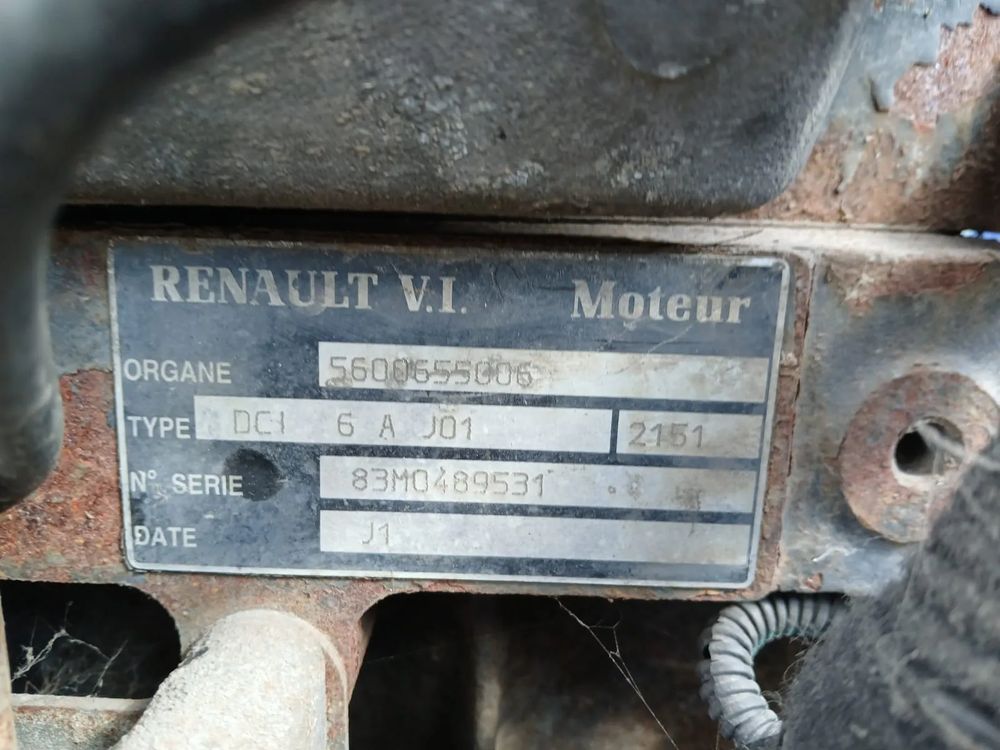 RENAULT V.I. Moteur
ORGANE 5600655006
TYPE DCI 6 A J01 2151
N° SERIE 83M0489531
DATE J1